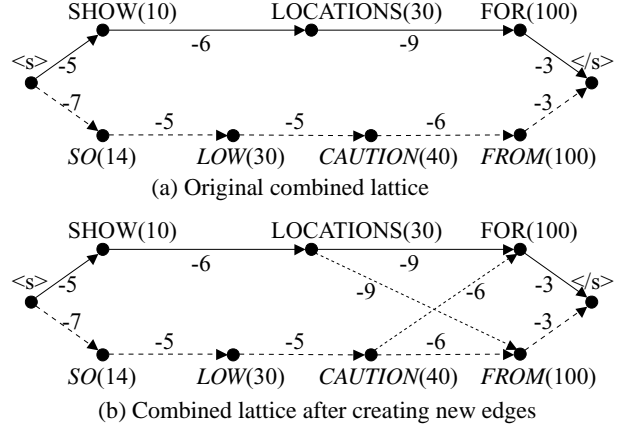 SHOW(10) LOCATIONS(30) FOR(100)
<s> -5 -6 -9 -3 </s>
-7 -5 -5 -6 -3
SO(14) LOW(30) CAUTION(40) FROM(100)
(a) Original combined lattice
SHOW(10) LOCATIONS(30) FOR(100)
<s> -5 -6 -9 -3 </s>
-9 -6
-7 -5 -5 -6 -3
SO(14) LOW(30) CAUTION(40) FROM(100)
(b) Combined lattice after creating new edges